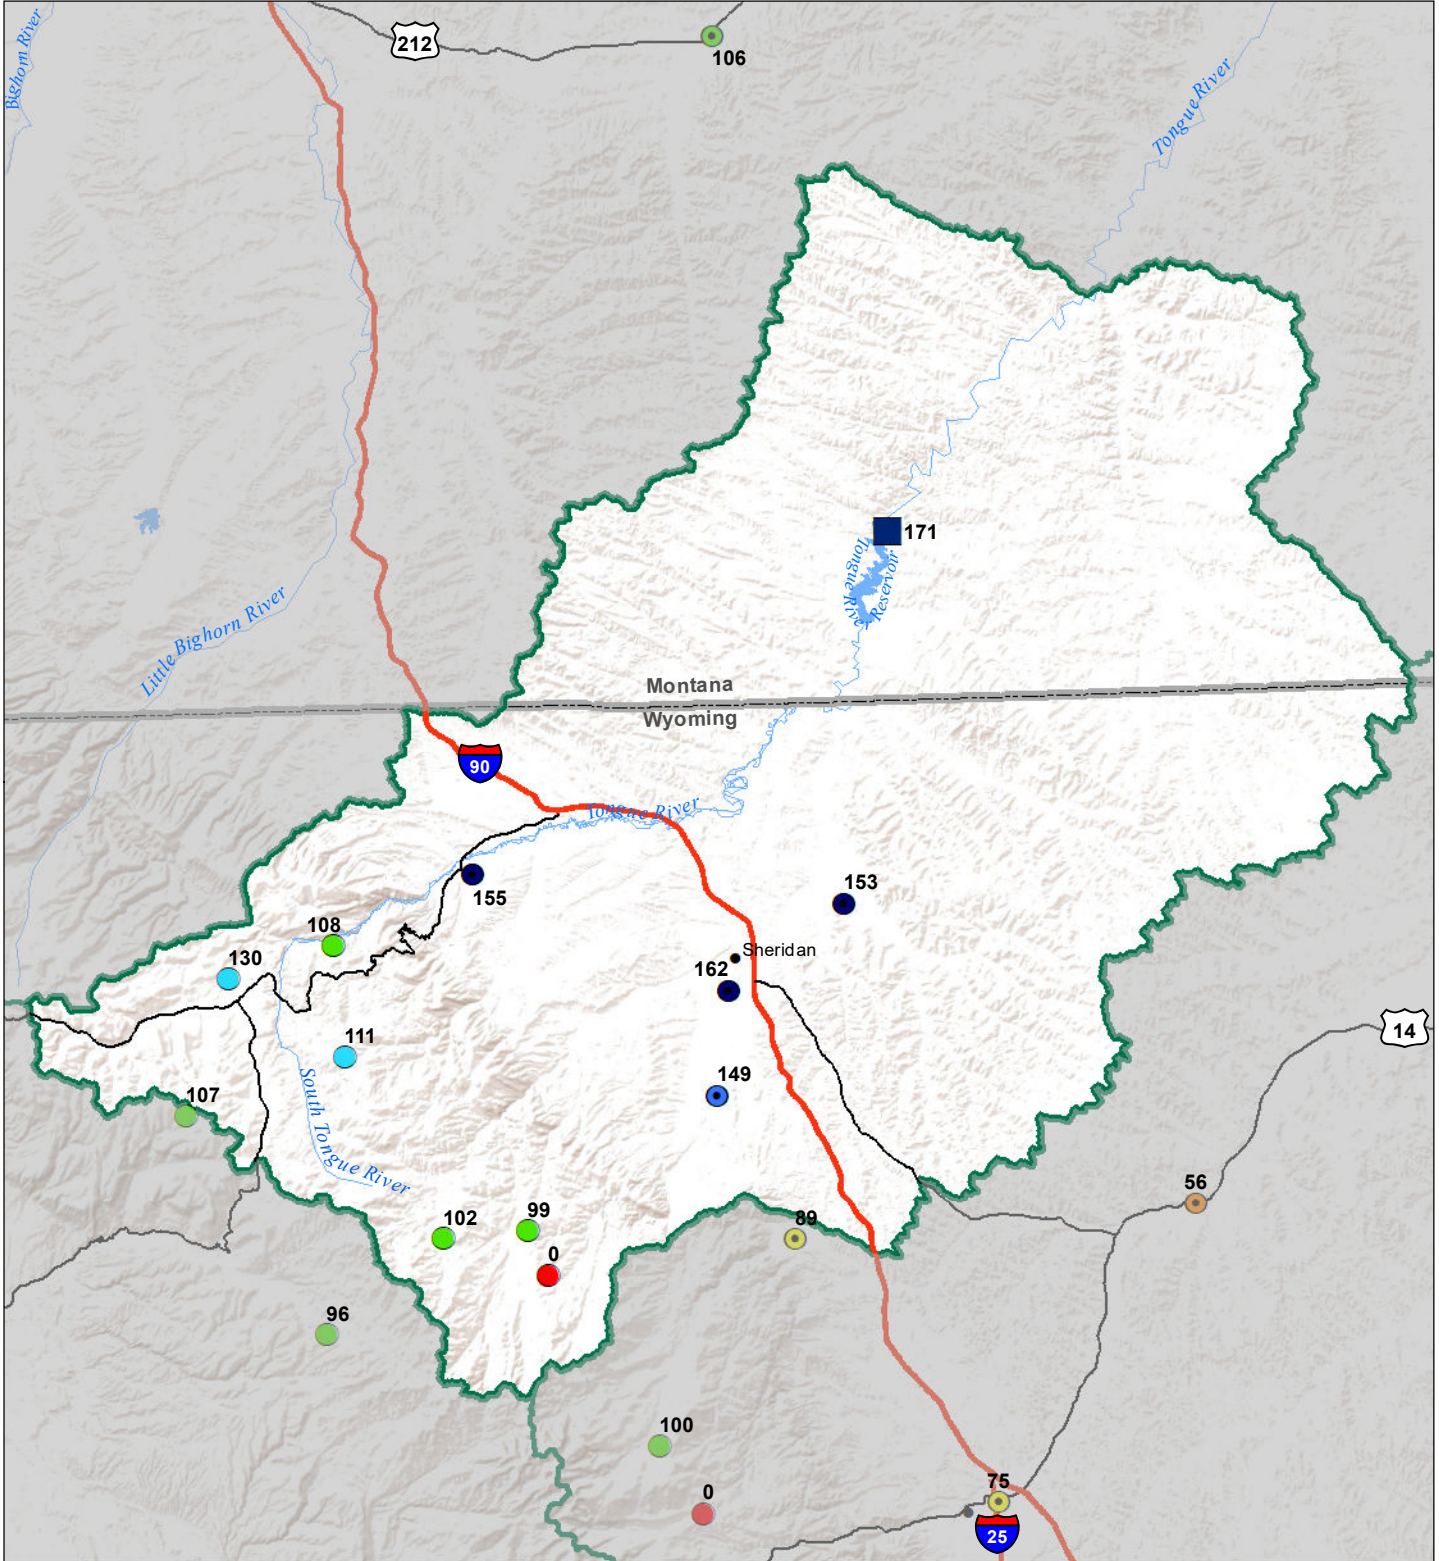 Bighorn River
212
106
Tongue River
171
Tongue River Reservoir
Little Bighorn River
Montana
Wyoming
90
Tongue River
155
153
108
Sheridan
130
162
14
111
149
107
South Tongue River
56
102
99
89
0
96
100
75
0
25